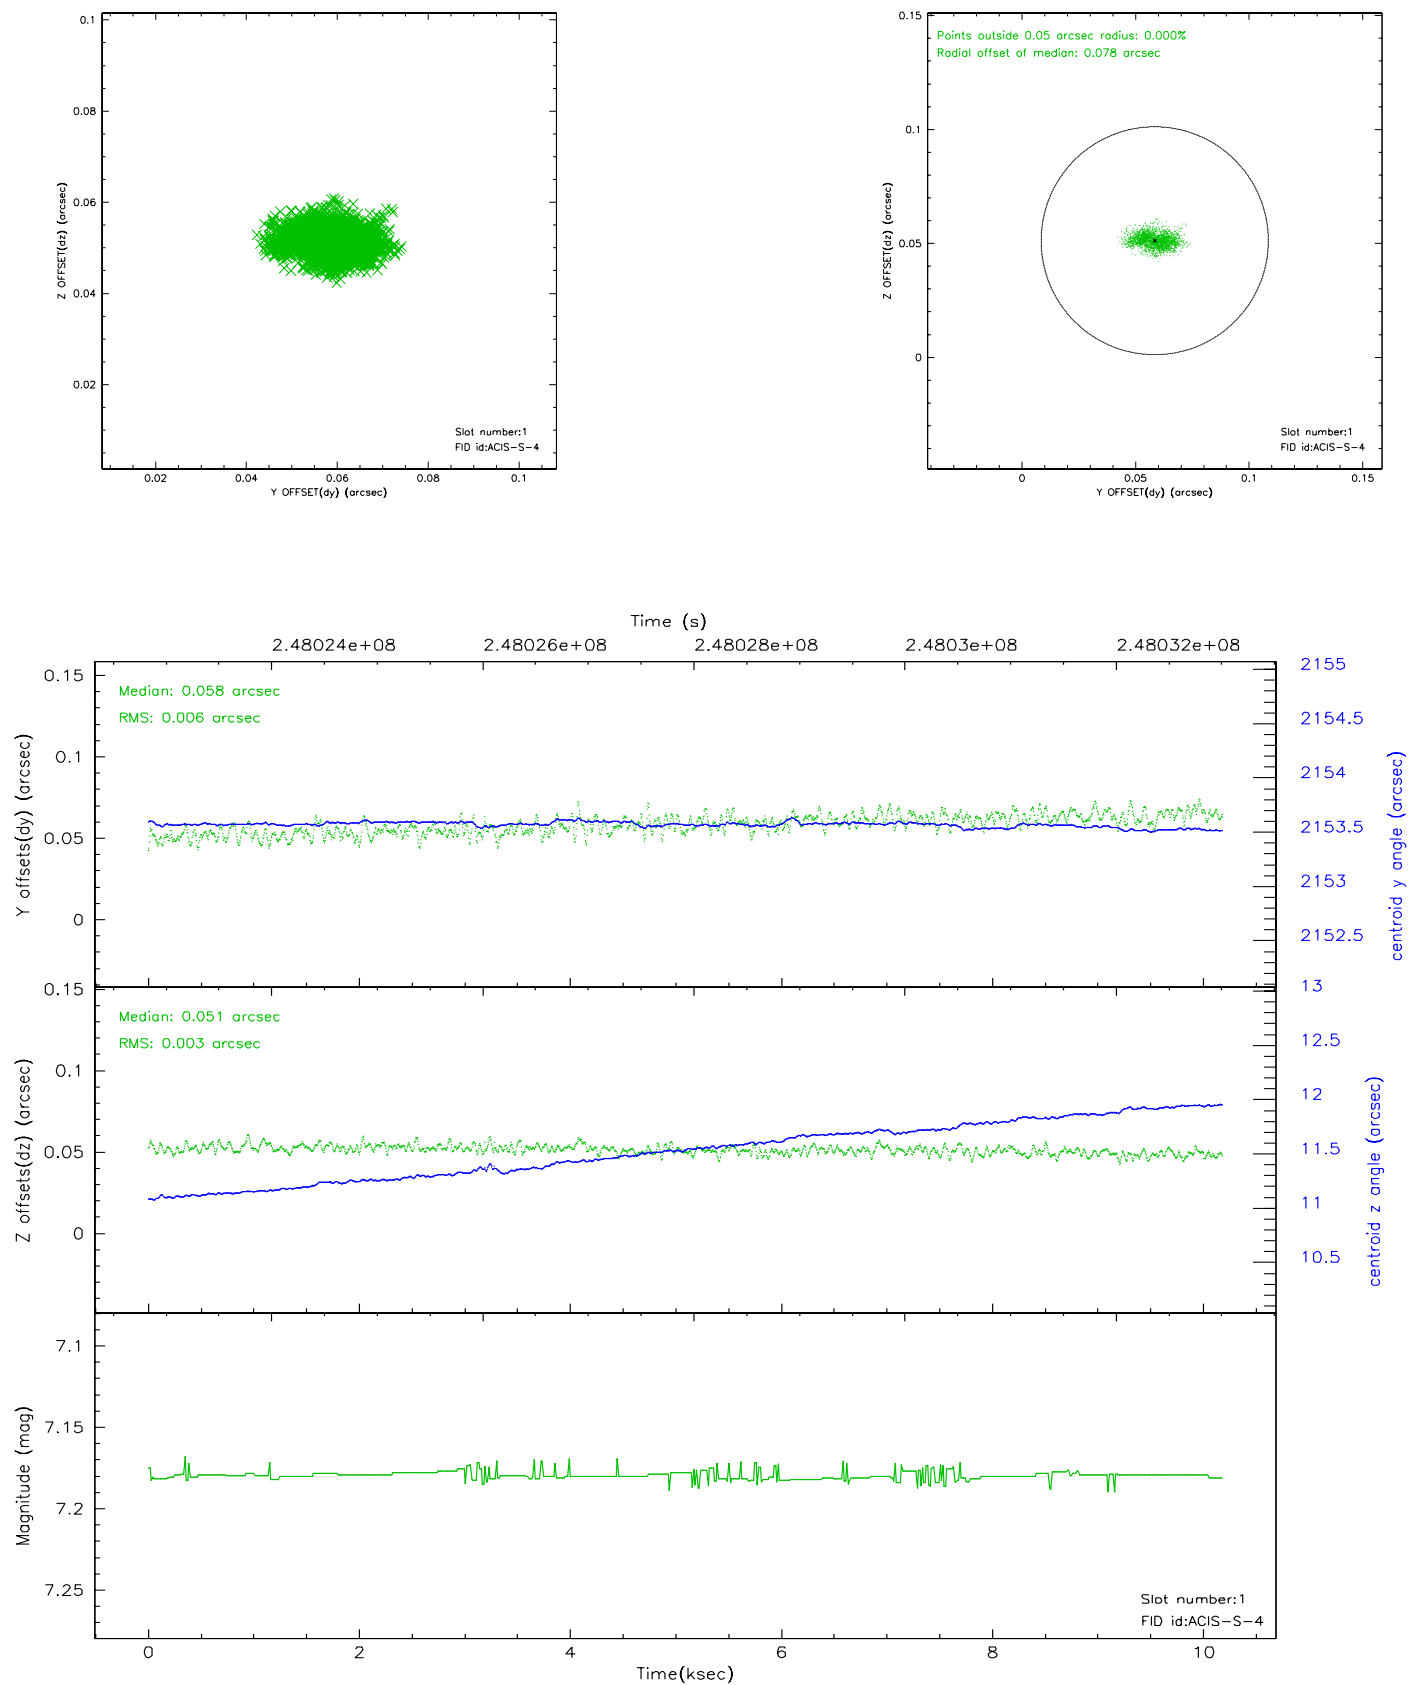 0.1
0.08
0.06
0.04
0.02
Z OFFSET(dz) (arcsec)
Slot number:1
FID id:ACIS-S-4
0.02 0.04 0.06 0.08 0.1
Y OFFSET(dy) (arcsec)
0.15
0.1
0.05
0
Z OFFSET(dz) (arcsec)
Points outside 0.05 arcsec radius: 0.000%
Radial offset of median: 0.078 arcsec
Slot number:1
FID id:ACIS-S-4
0 0.05 0.1 0.15
Y OFFSET(dy) (arcsec)
Time (s)
2.48024e+08 2.48026e+08 2.48028e+08 2.4803e+08 2.48032e+08
0.15
0.1
0.05
0
Y offsets(dy) (arcsec)
Median: 0.058 arcsec
RMS: 0.006 arcsec
2155
2154.5
2154
2153.5
2153
2152.5
centroid y angle (arcsec)
0.15
0.1
0.05
0
Z offsets(dz) (arcsec)
Median: 0.051 arcsec
RMS: 0.003 arcsec
13
12.5
12
11.5
11
10.5
centroid z angle (arcsec)
7.1
7.15
7.2
7.25
Magnitude (mag)
Slot number:1
FID id:ACIS-S-4
0 2 4 6 8 10
Time(ksec)